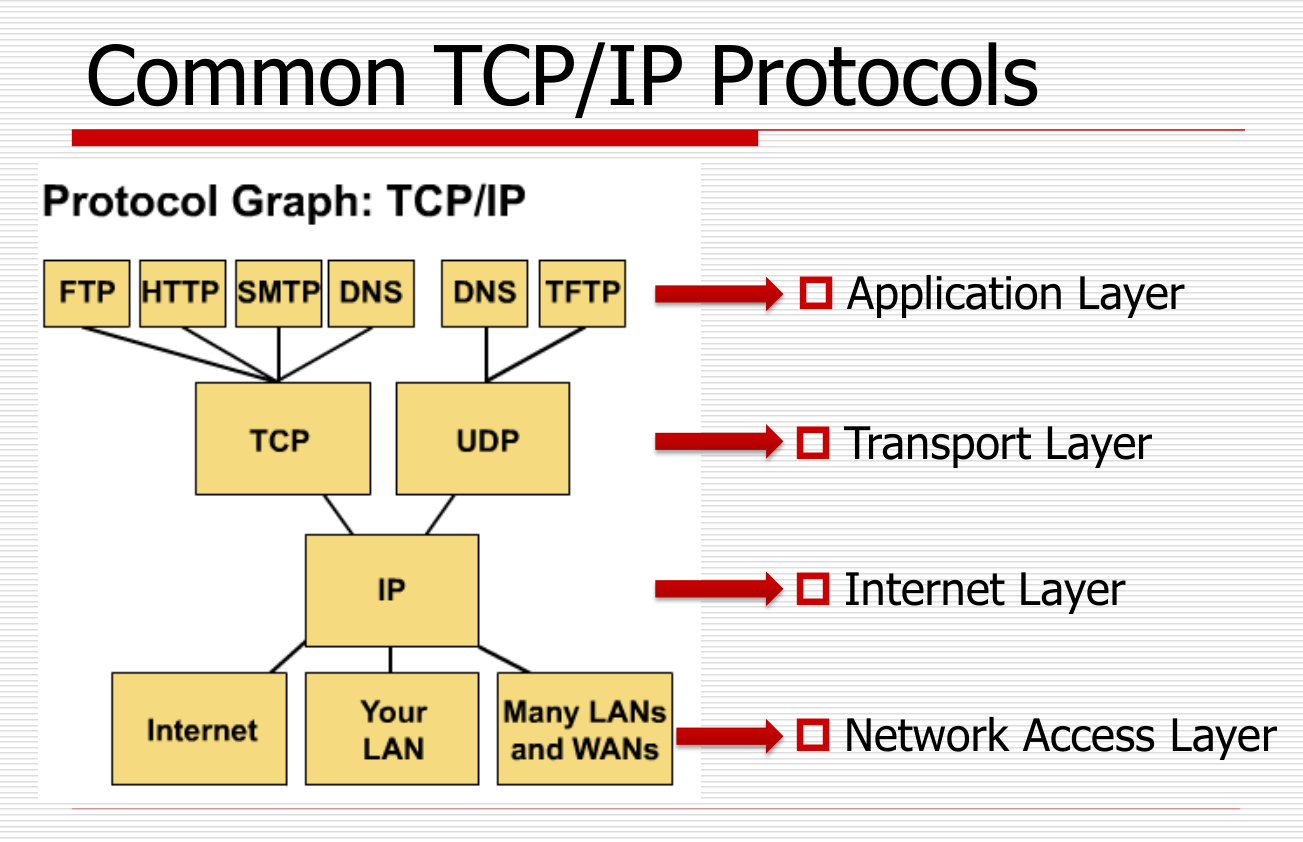 Common TCP/IP Protocols
Protocol Graph: TCP/IP
FTP HTTP SMTP DNS DNS TFTP
Application Layer
TCP UDP
Transport Layer
IP
Internet Layer
Internet
Your
LAN
Many LANs
and WANs
Network Access Layer